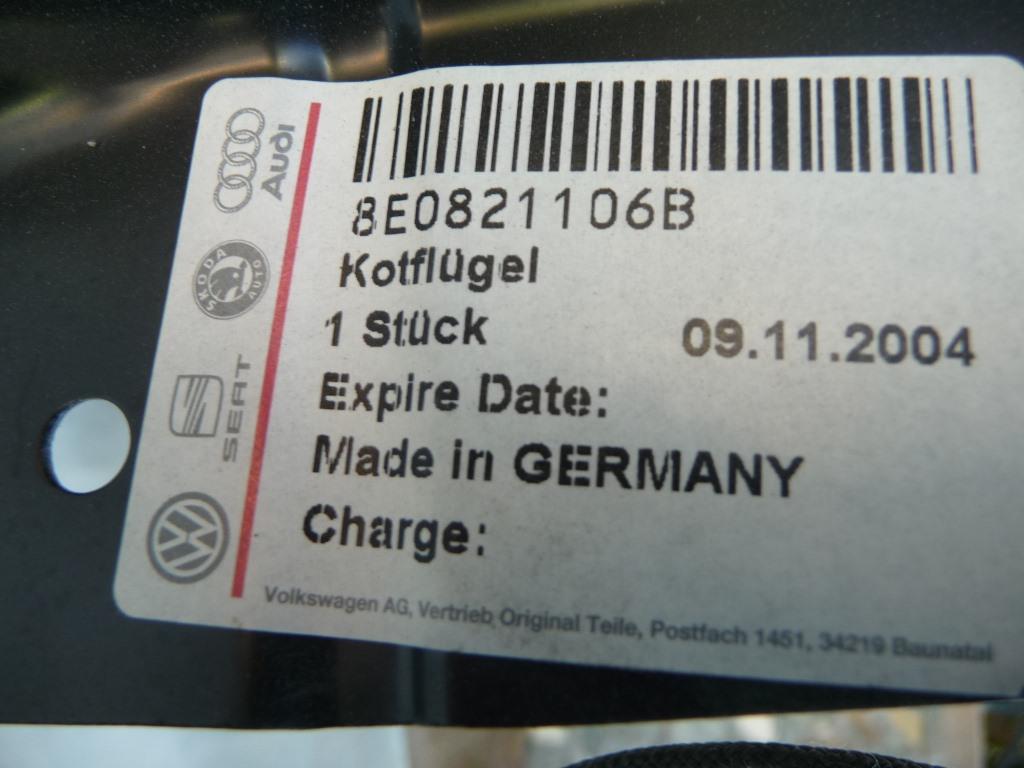 Audi
SKODA
AUTO
SEAT
VW
8E0821106B
Kotflügel
1 Stück 09.11.2004
Expire Date:
Made in GERMANY
Charge:
Volkswagen AG, Vertrieb Original Teile, Postfach 1451, 34219 Baunatal